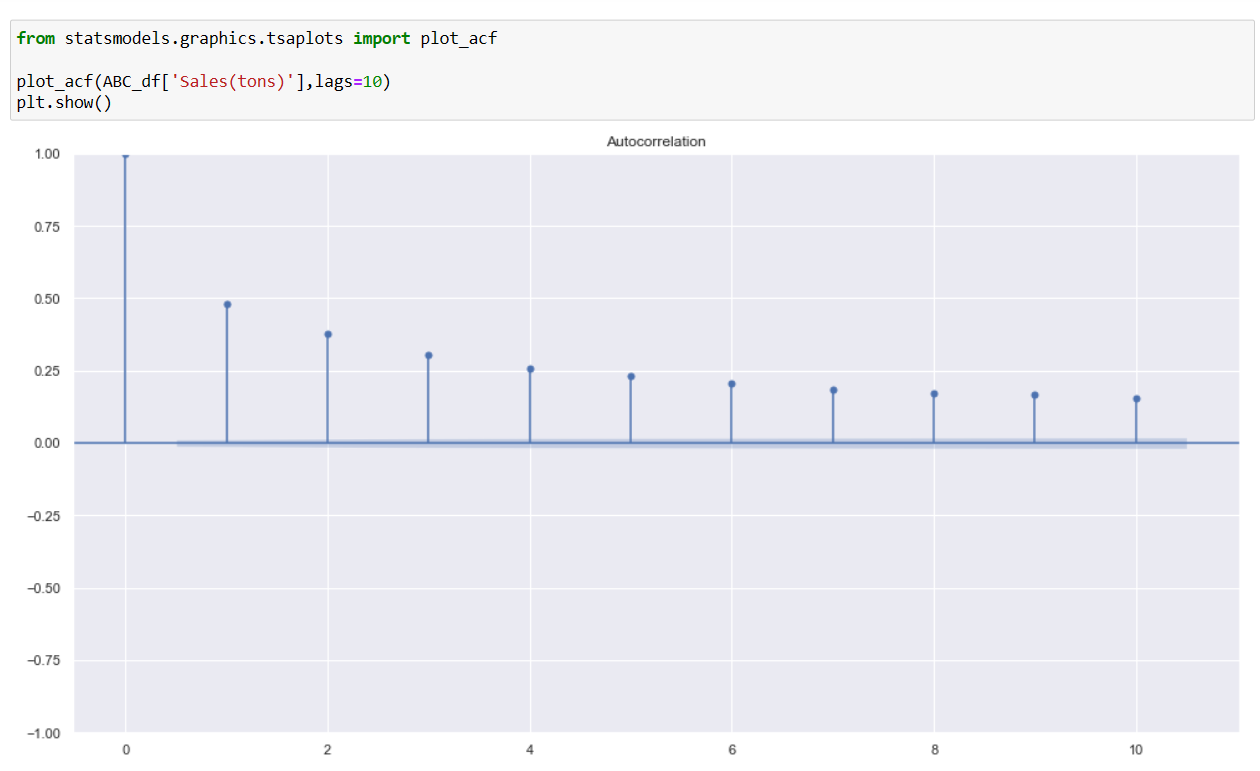 from statsmodels.graphics.tsaplots import plot_acf
plot_acf(ABC_df['Sales(tons)'],lags=10)
plt.show()
Autocorrelation
1.00
0.75
0.50
0.25
0.00
−0.25
−0.50
−0.75
−1.00
0 2 4 6 8 10